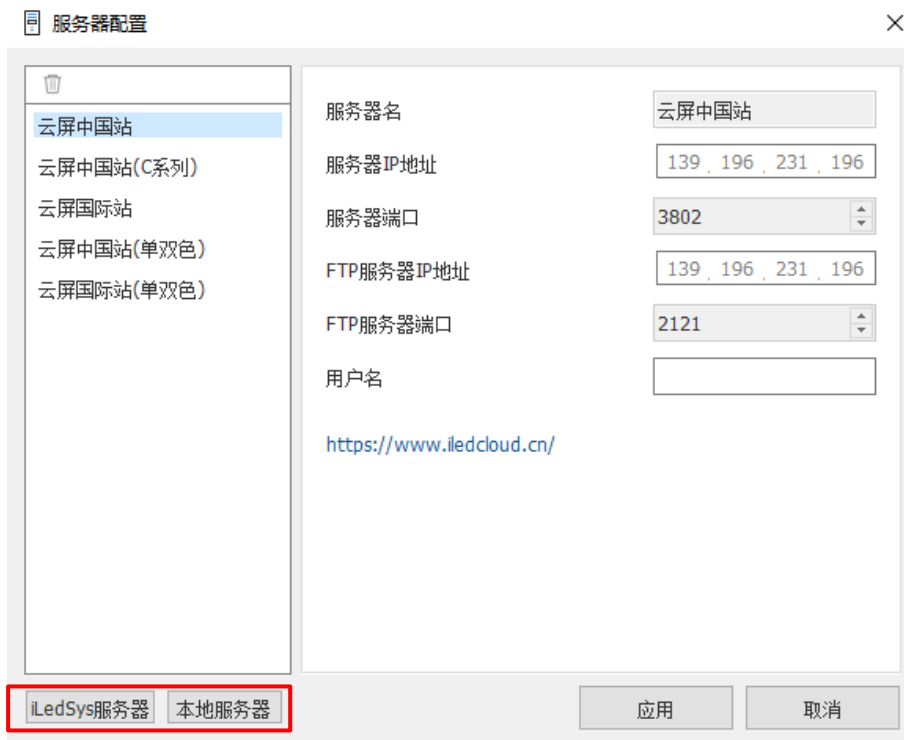 服务器配置
云屏中国站
云屏中国站(C系列)
云屏国际站
云屏中国站(单双色)
云屏国际站(单双色)
服务器名 云屏中国站
服务器IP地址 139 . 196 . 231 . 196
服务器端口 3802
FTP服务器IP地址 139 . 196 . 231 . 196
FTP服务器端口 2121
用户名
https://www.iledcloud.cn/
iLedSys服务器 本地服务器 应用 取消